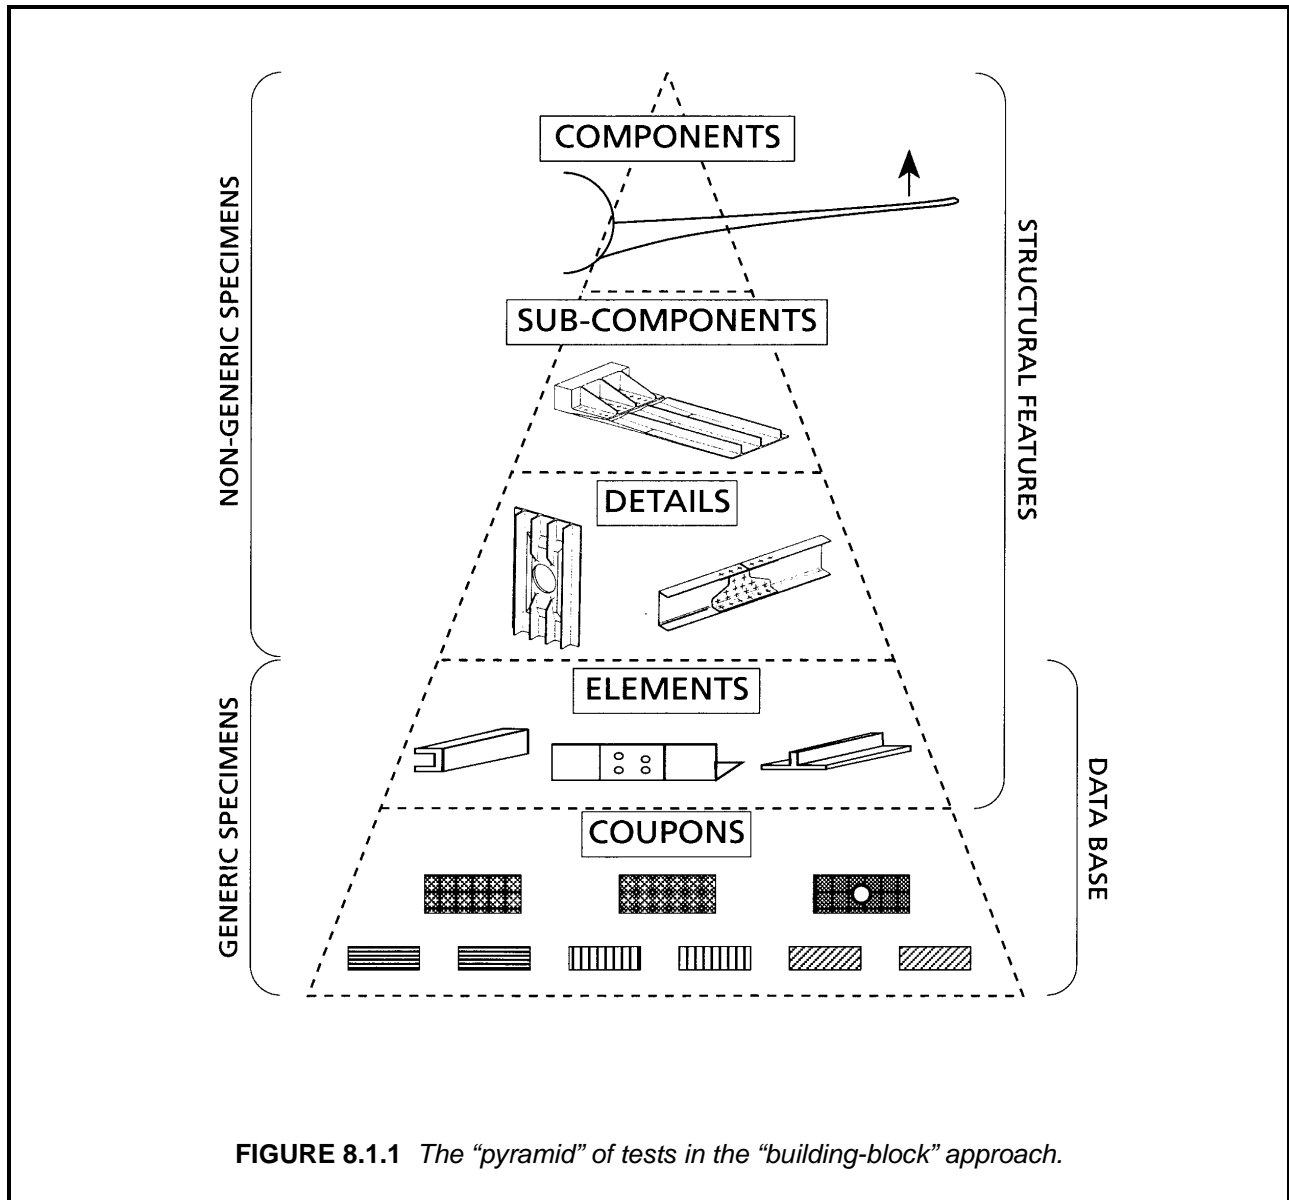 COMPONENTS
NON-GENERIC SPECIMENS
STRUCTURAL FEATURES
SUB-COMPONENTS
DETAILS
ELEMENTS
GENERIC SPECIMENS
DATA BASE
COUPONS
FIGURE 8.1.1 The “pyramid” of tests in the “building-block” approach.